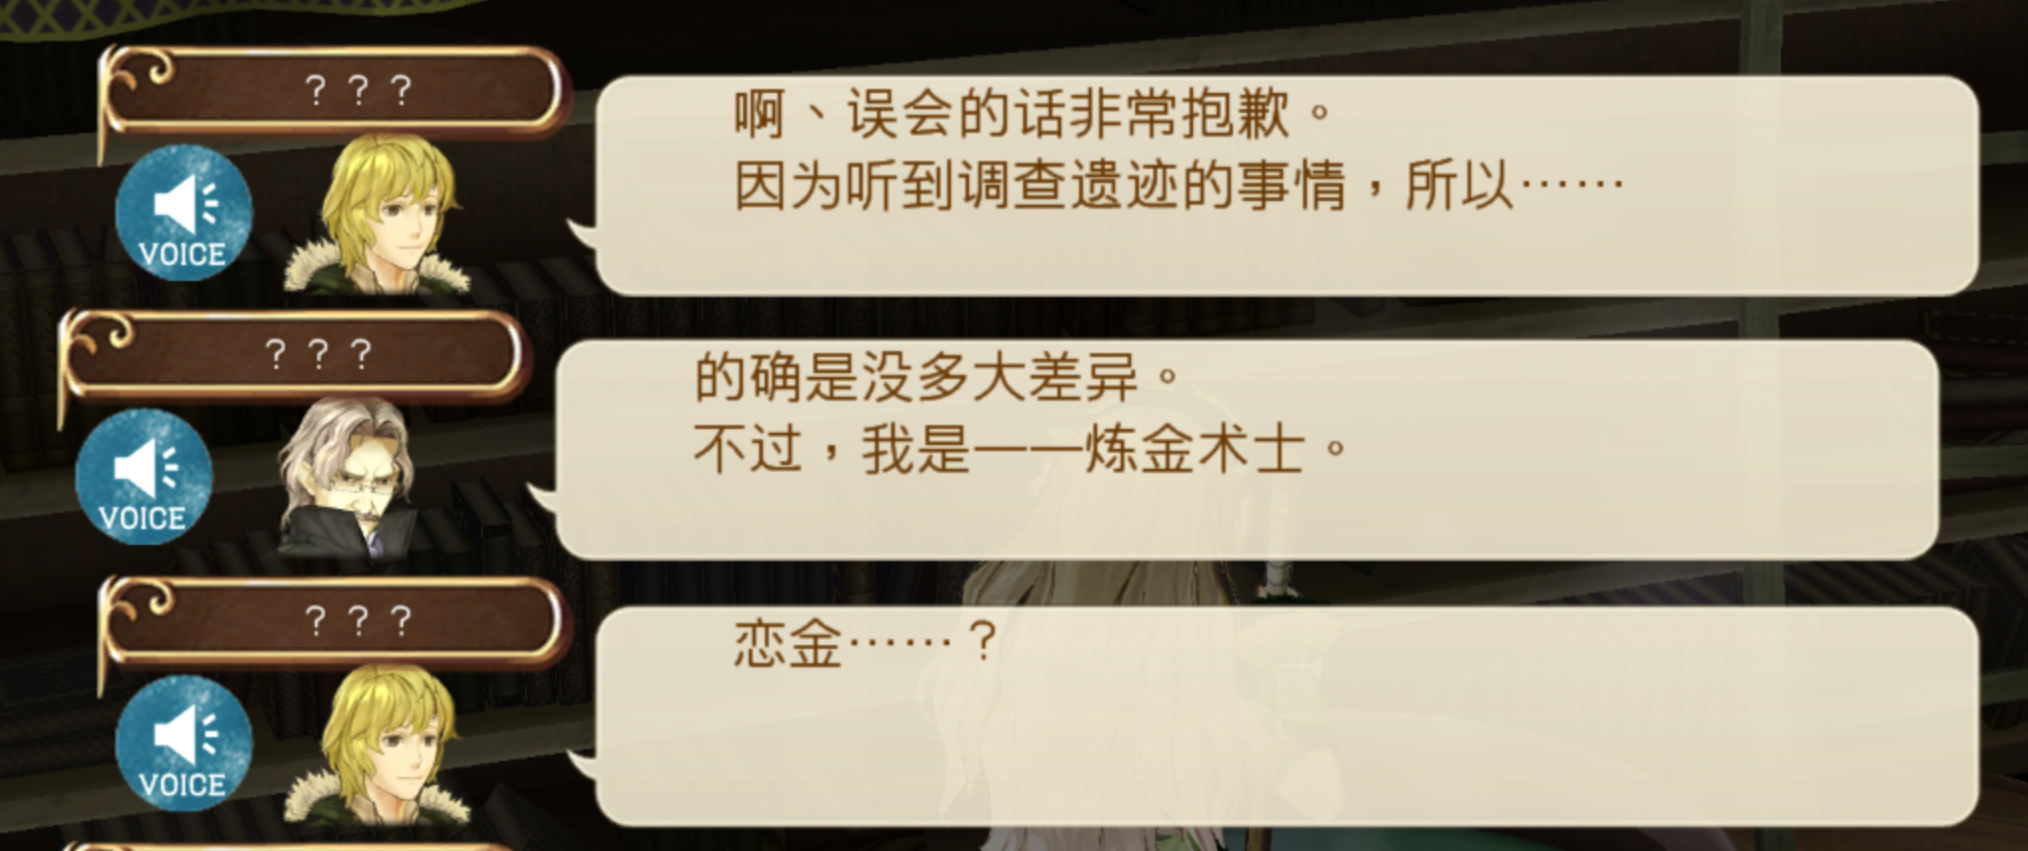 ？？？
啊、误会的话非常抱歉。
因为听到调查遗迹的事情，所以……
VOICE
？？？
的确是没多大差异。
不过，我是——炼金术士。
VOICE
？？？
恋金……？
VOICE